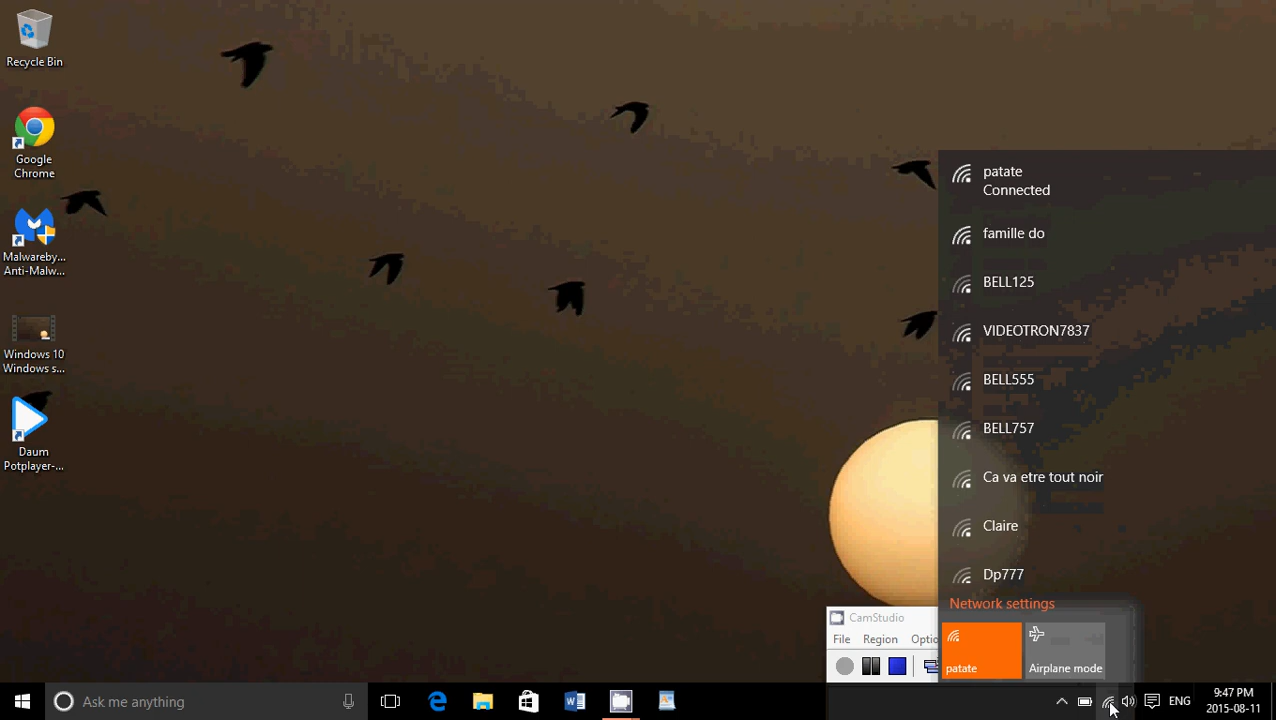 Recycle Bin
Google
Chrome
Malwareby...
Anti-Malw...
Windows 10
Windows s...
Daum
Potplayer-...
patate
Connected
famille do
BELL125
VIDEOTRON7837
BELL555
BELL757
Ca va etre tout noir
Claire
Dp777
Network settings
patate
Airplane mode
CamStudio
File Region Optio
Ask me anything
ENG
9:47 PM
2015-08-11